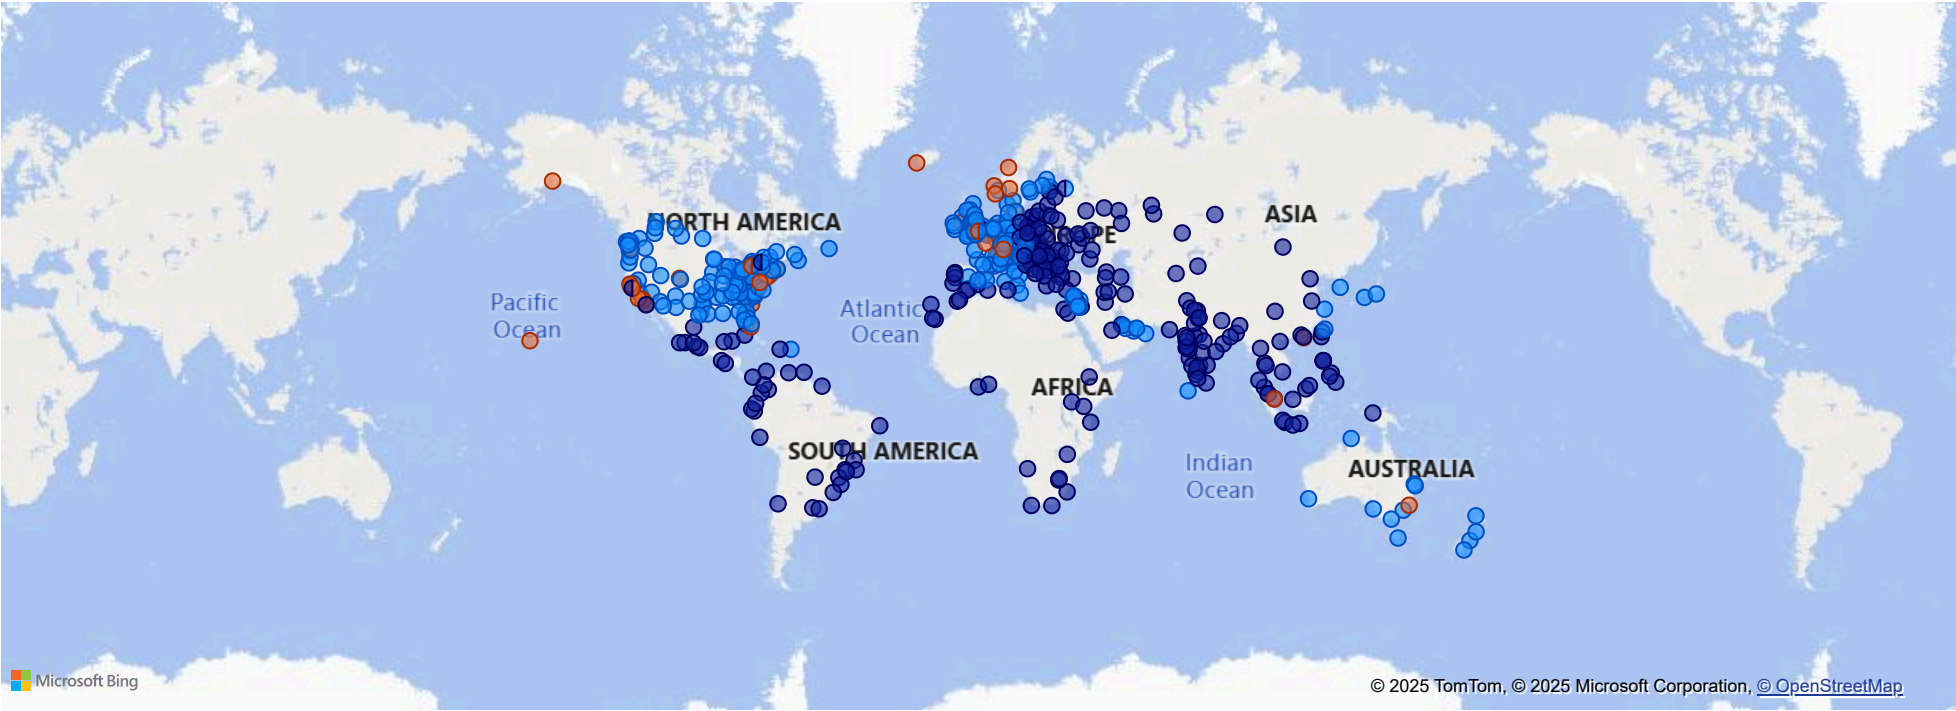 ASIA
NORTH AMERICA
EUROPE
Pacific
Ocean
Atlantic
Ocean
AFRICA
SOUTH AMERICA
Indian
Ocean
AUSTRALIA
Microsoft Bing
© 2025 TomTom, © 2025 Microsoft Corporation, © OpenStreetMap